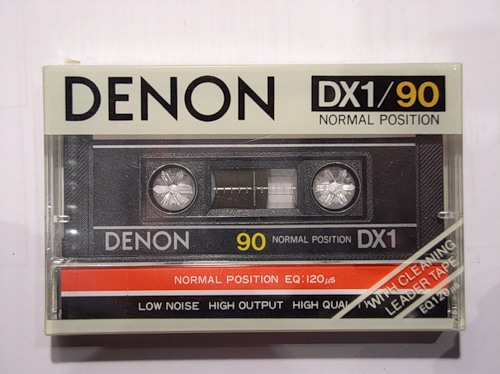 DENON
DX1/90
NORMAL POSITION
DENON 90 NORMAL POSITION DX1
NORMAL POSITION EQ:120μs
LOW NOISE HIGH OUTPUT HIGH QUALITY
WITH CLEANING
LEADER TAPE
EQ120μs